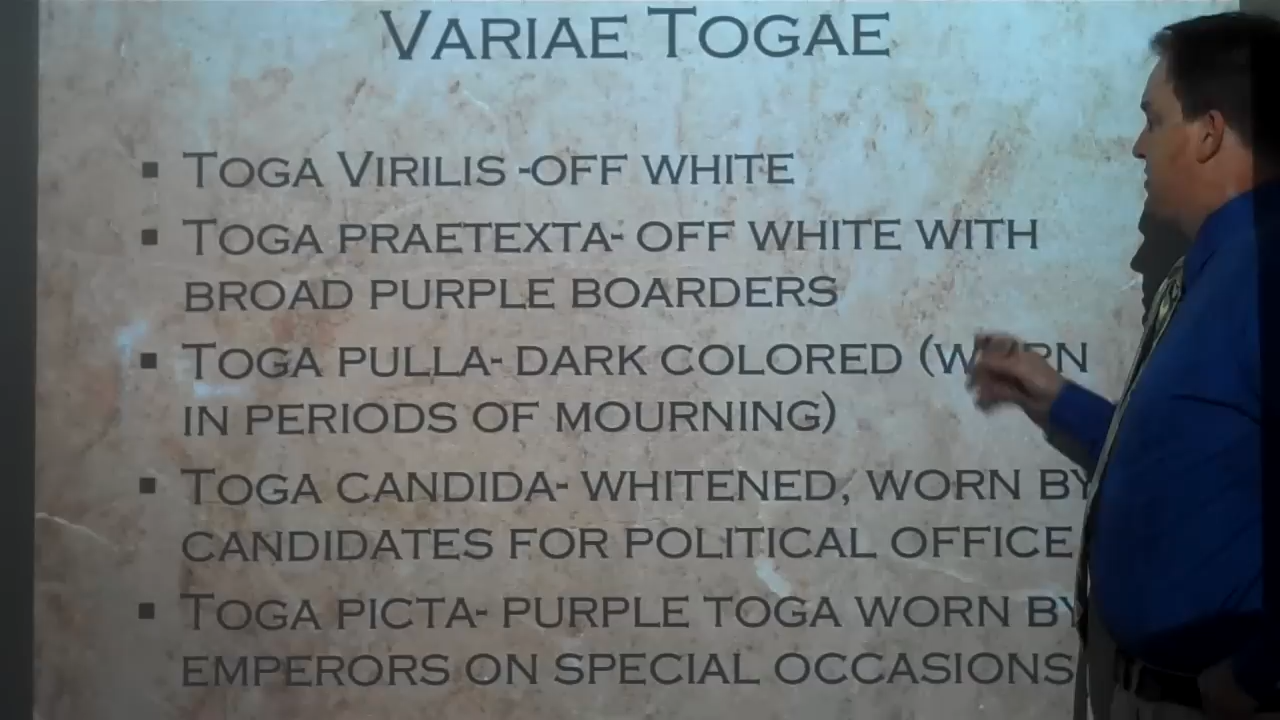 VARIAE TOGAE
TOGA VIRILIS -OFF WHITE
TOGA PRAETEXTA- OFF WHITE WITH
BROAD PURPLE BOARDERS
TOGA PULLA- DARK COLORED (WORN
IN PERIODS OF MOURNING)
TOGA CANDIDA- WHITENED, WORN BY
CANDIDATES FOR POLITICAL OFFICE
TOGA PICTA- PURPLE TOGA WORN BY
EMPERORS ON SPECIAL OCCASIONS